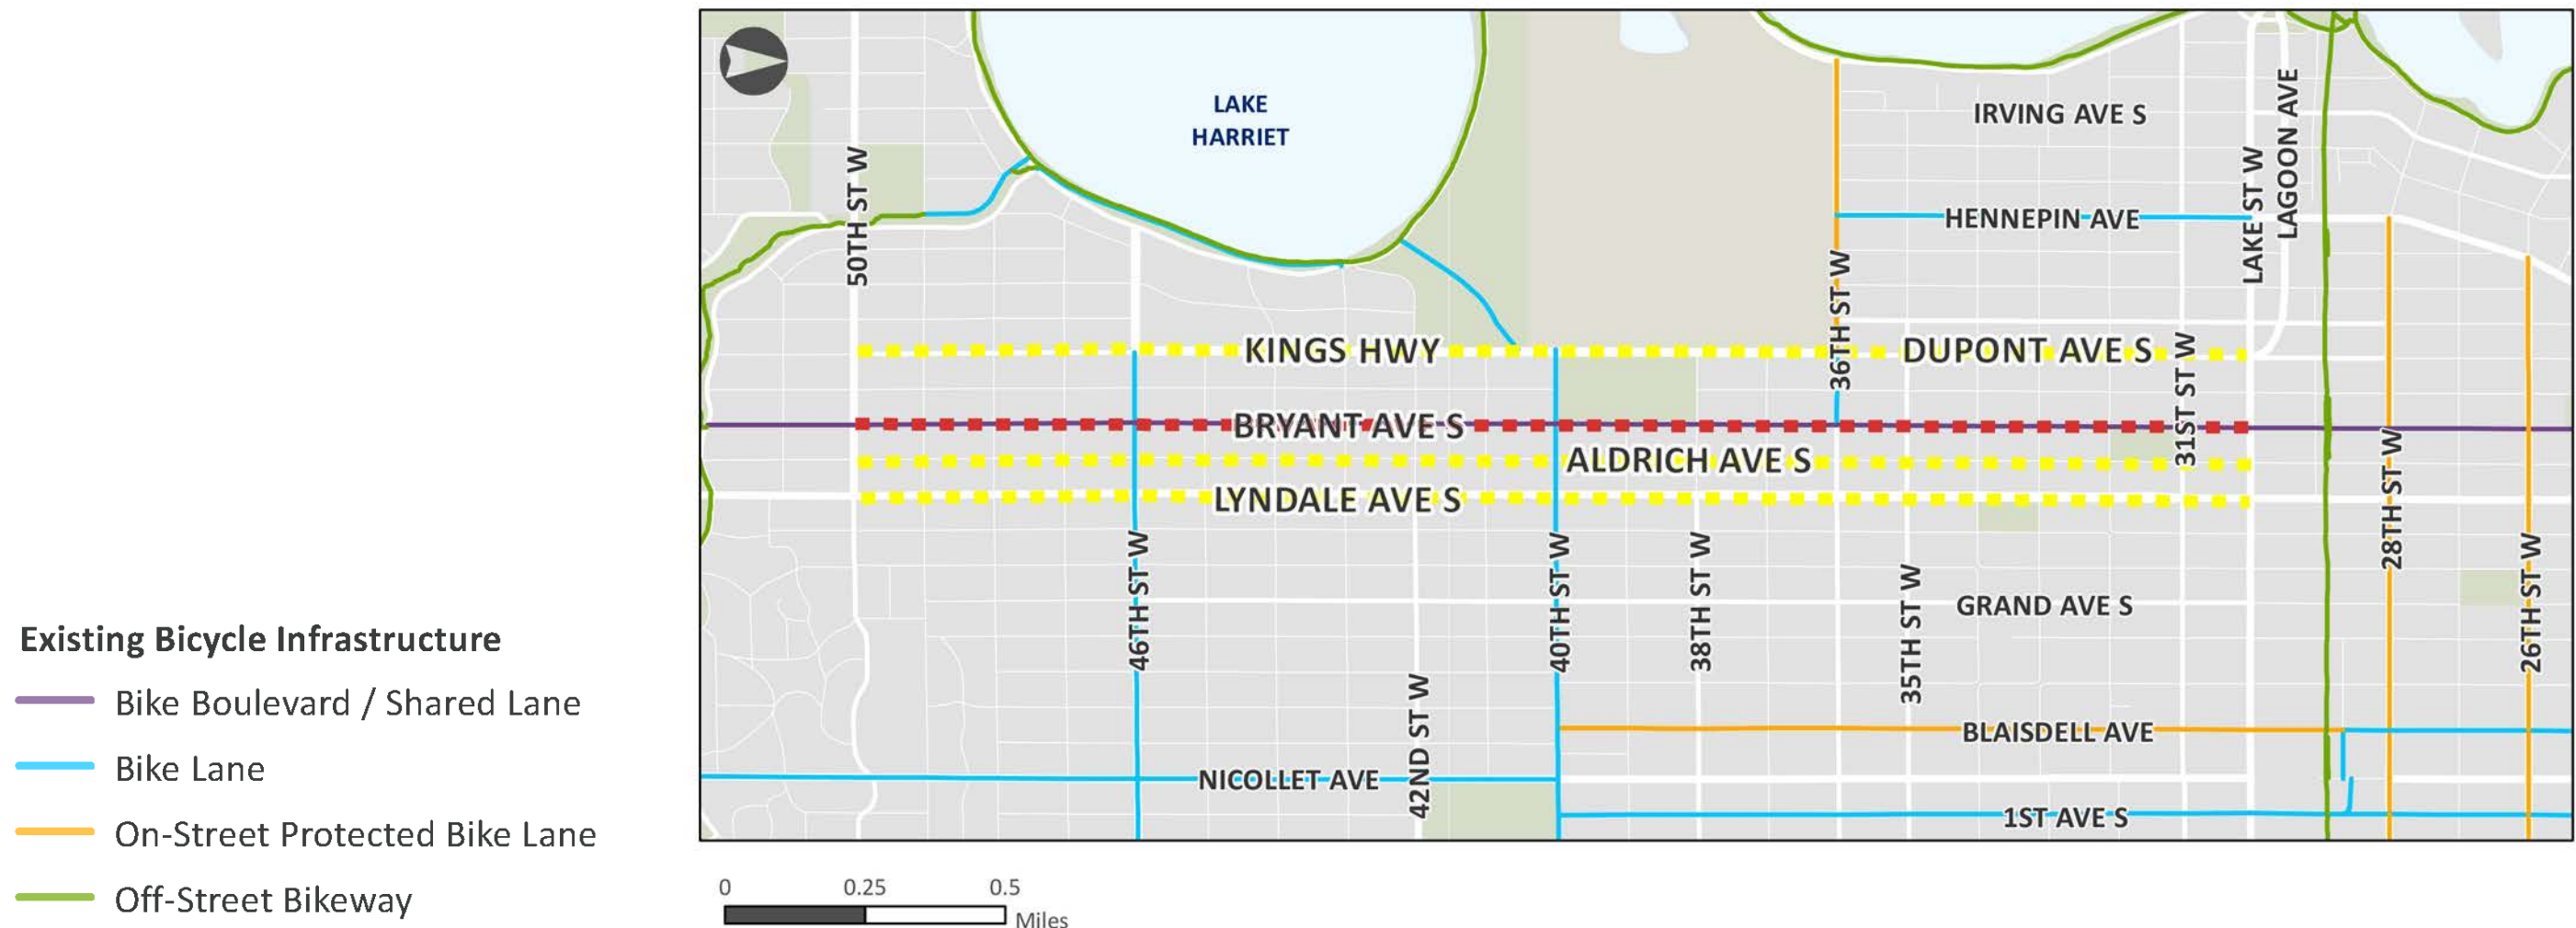 Existing Bicycle Infrastructure
Bike Boulevard / Shared Lane
Bike Lane
On-Street Protected Bike Lane
Off-Street Bikeway
LAKE
HARRIET
50TH ST W
IRVING AVE S
HENNEPIN AVE
LAKE ST W
LAGOON AVE
36TH ST W
KINGS HWY
DUPONT AVE S
31ST ST W
BRYANT AVE S
ALDRICH AVE S
LYNDALE AVE S
28TH ST W
46TH ST W
40TH ST W
38TH ST W
35TH ST W
GRAND AVE S
26TH ST W
42ND ST W
BLAISDELL AVE
NICOLLET AVE
1ST AVE S
0 0.25 0.5
Miles